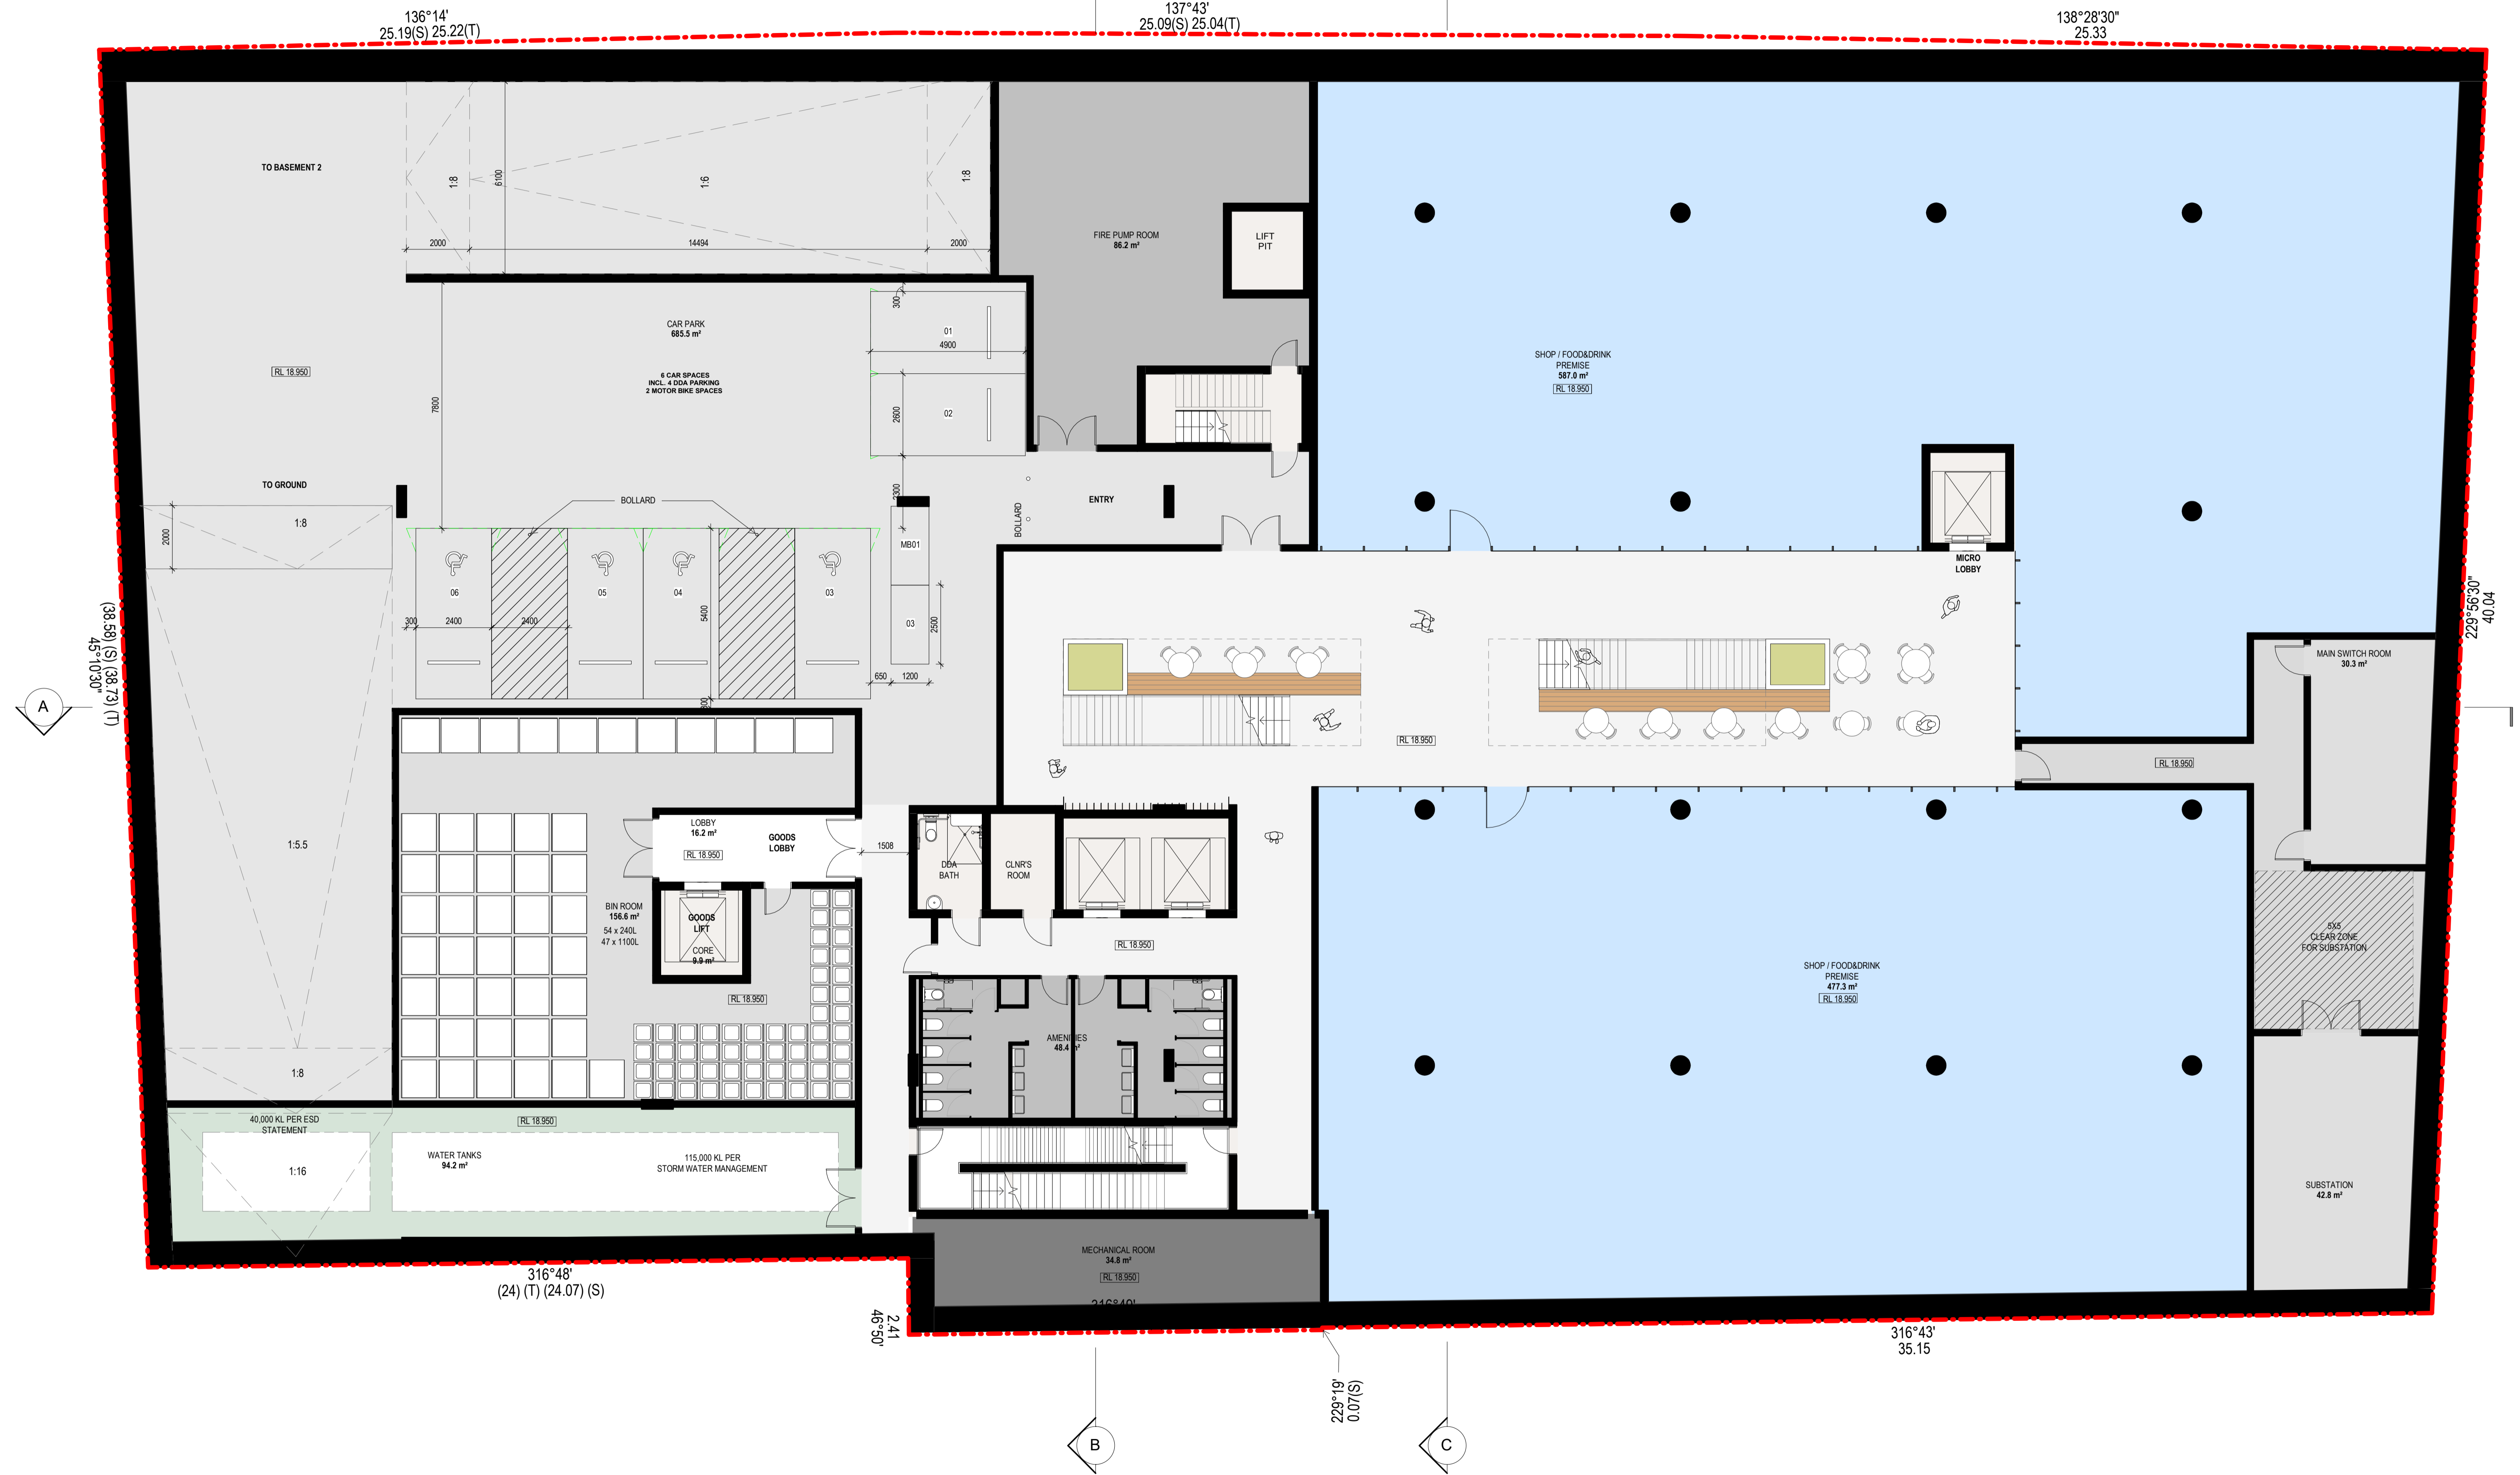 136°14'
25.19(S) 25.22(T)
137°43'
25.09(S) 25.04(T)
138°28'30"
25.33
TO BASEMENT 2
1:8
6100
1:6
1:8
2000
14494
2000
FIRE PUMP ROOM
86.2 m²
LIFT
PIT
RL 18.950
CAR PARK
685.5 m²
6 CAR SPACES
INCL. 4 DDA PARKING
2 MOTOR BIKE SPACES
7800
300
01
4900
2600
02
2300
SHOP / FOOD&DRINK
PREMISE
587.0 m²
RL 18.950
TO GROUND
1:8
2000
BOLLARD
BOLLARD
ENTRY
MB01
03
2500
650
1200
06
05
04
03
300
2400
2400
5400
MICRO
LOBBY
229°56'30"
40.04
(38.58) (S) (38.73) (T)
45°10'30"
A
RL 18.950
MAIN SWITCH ROOM
30.3 m²
RL 18.950
1:5.5
LOBBY
16.2 m²
RL 18.950
GOODS
LOBBY
1508
DDA
BATH
CLNR'S
ROOM
BIN ROOM
156.6 m²
54 x 240L
47 x 1100L
GOODS
LIFT
CORE
9.9 m²
RL 18.950
RL 18.950
5X5
CLEAR ZONE
FOR SUBSTATION
SHOP / FOOD&DRINK
PREMISE
477.3 m²
RL 18.950
AMENITIES
48.4 m²
1:8
40,000 KL PER ESD
STATEMENT
RL 18.950
1:16
WATER TANKS
94.2 m²
115,000 KL PER
STORM WATER MANAGEMENT
SUBSTATION
42.8 m²
MECHANICAL ROOM
34.8 m²
RL 18.950
316°48'
(24) (T) (24.07) (S)
2.41
46°50'
316°43'
35.15
229°19'
0.07(S)
B
C